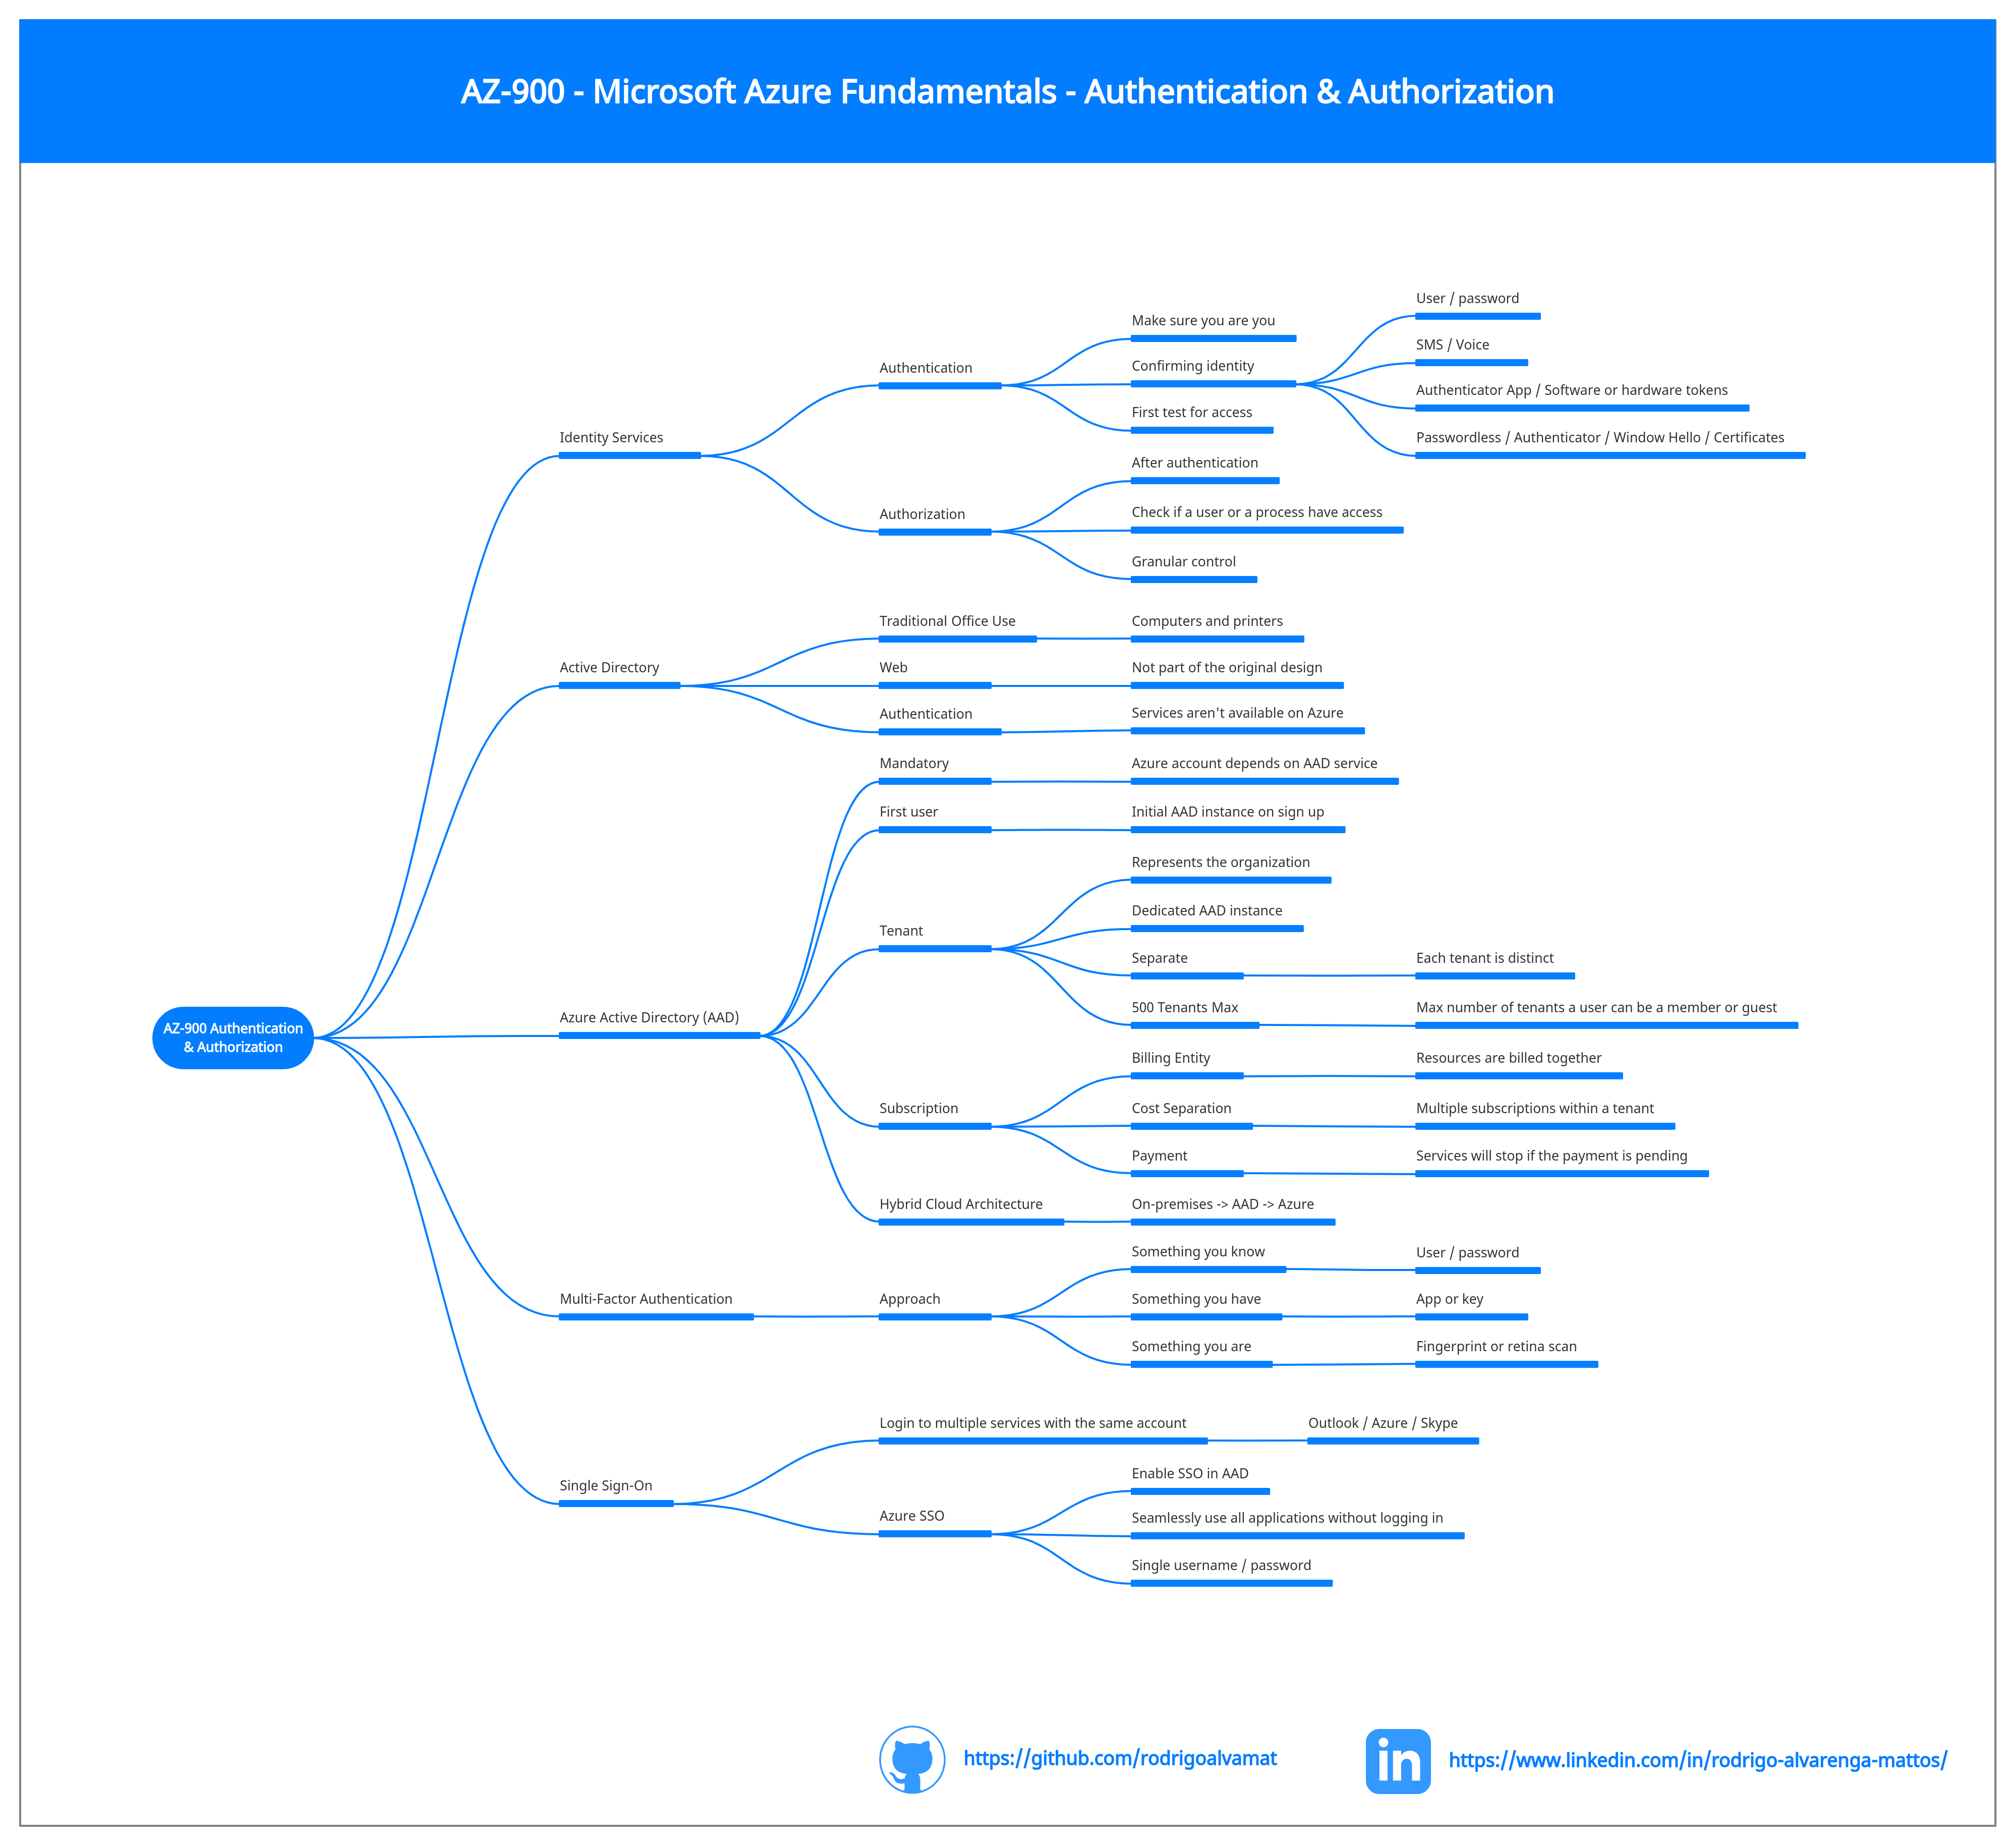 AZ-900 - Microsoft Azure Fundamentals - Authentication & Authorization
AZ-900 Authentication
& Authorization
Identity Services
Authentication
Make sure you are you
Confirming identity
User / password
SMS / Voice
Authenticator App / Software or hardware tokens
Passwordless / Authenticator / Window Hello / Certificates
First test for access
Authorization
After authentication
Check if a user or a process have access
Granular control
Active Directory
Traditional Office Use
Computers and printers
Web
Not part of the original design
Authentication
Services aren't available on Azure
Azure Active Directory (AAD)
Mandatory
Azure account depends on AAD service
First user
Initial AAD instance on sign up
Tenant
Represents the organization
Dedicated AAD instance
Separate
Each tenant is distinct
500 Tenants Max
Max number of tenants a user can be a member or guest
Subscription
Billing Entity
Resources are billed together
Cost Separation
Multiple subscriptions within a tenant
Payment
Services will stop if the payment is pending
Hybrid Cloud Architecture
On-premises -> AAD -> Azure
Multi-Factor Authentication
Approach
Something you know
User / password
Something you have
App or key
Something you are
Fingerprint or retina scan
Single Sign-On
Login to multiple services with the same account
Outlook / Azure / Skype
Azure SSO
Enable SSO in AAD
Seamlessly use all applications without logging in
Single username / password
https://github.com/rodrigoalvamat
in
https://www.linkedin.com/in/rodrigo-alvarenga-mattos/